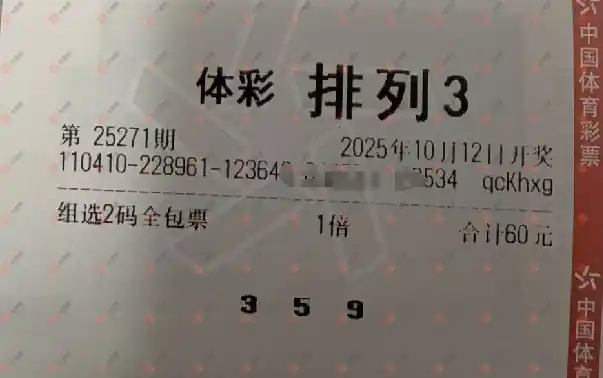 体彩 排列3
第 25271期 2025年10月12日开奖
110410-228961-12364 534 qcKhxg
组选2码全包票 1倍 合计60元
3 5 9
中国体育彩票
中国体育